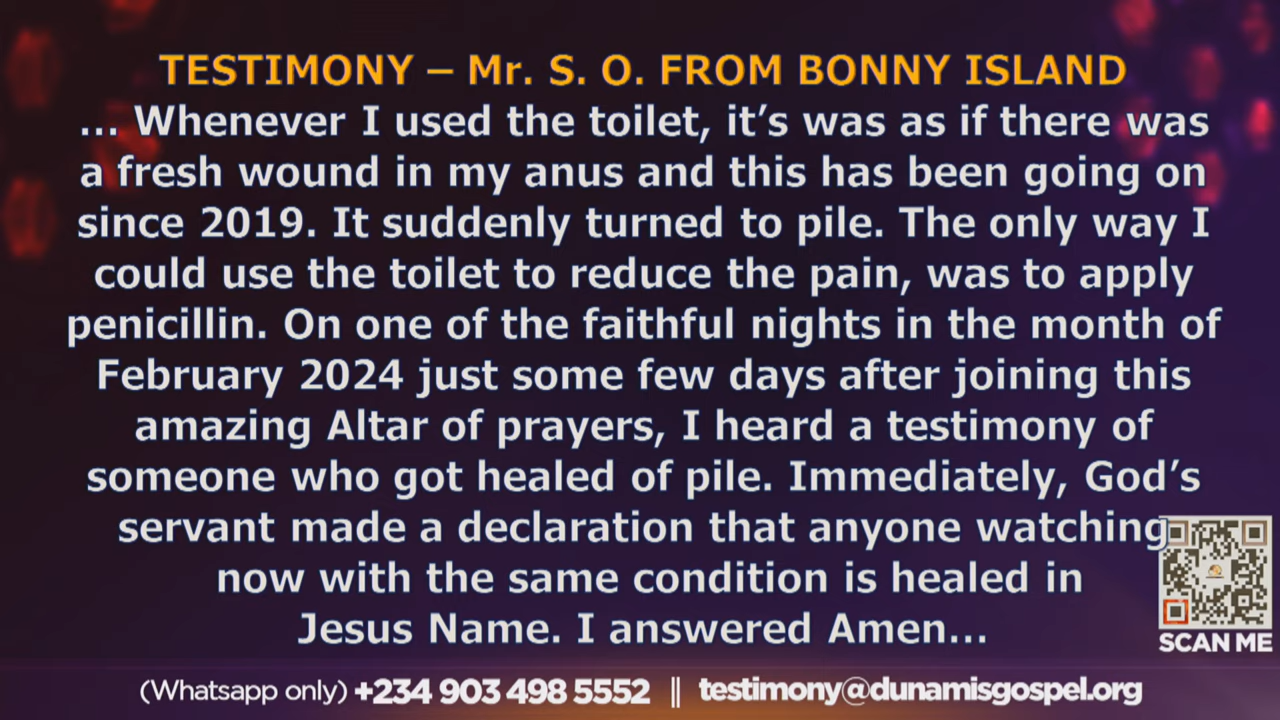 TESTIMONY – Mr. S. O. FROM BONNY ISLAND
... Whenever I used the toilet, it’s was as if there was
a fresh wound in my anus and this has been going on
since 2019. It suddenly turned to pile. The only way I
could use the toilet to reduce the pain, was to apply
penicillin. On one of the faithful nights in the month of
February 2024 just some few days after joining this
amazing Altar of prayers, I heard a testimony of
someone who got healed of pile. Immediately, God’s
servant made a declaration that anyone watching
now with the same condition is healed in
Jesus Name. I answered Amen...
SCAN ME
(Whatsapp only) +234 903 498 5552 || testimony@dunamisgospel.org